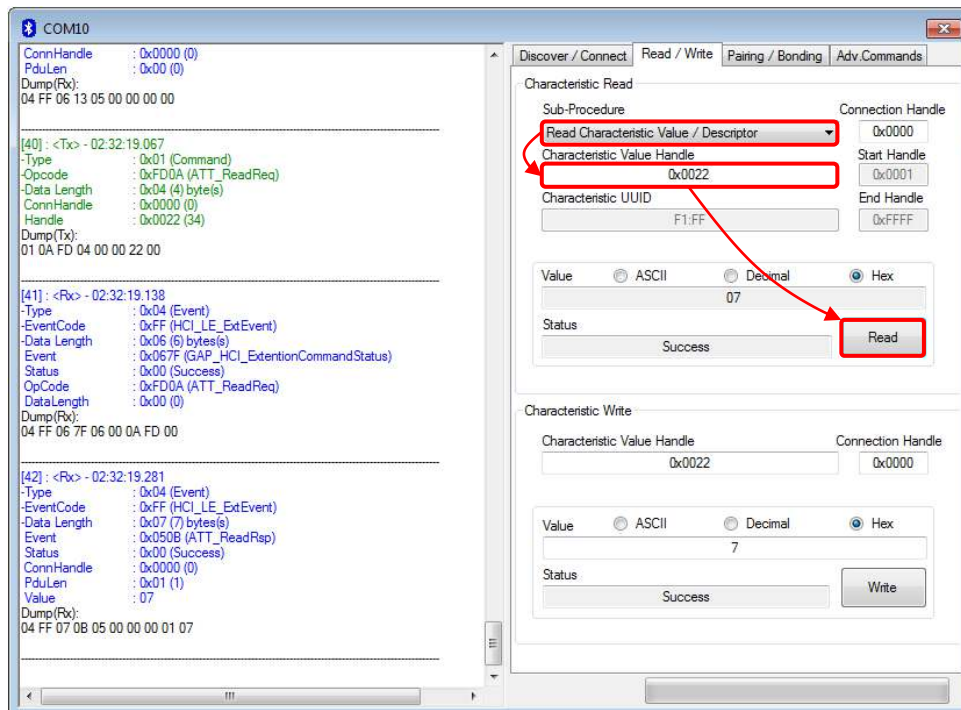 COM10
ConnHandle : 0x0000 (0)
PduLen : 0x00 (0)
Dump(Rx):
04 FF 06 13 05 00 00 00 00
[40] : <Tx> - 02:32:19.067
-Type : 0x01 (Command)
-Opcode : 0xFD0A (ATT_ReadReq)
-Data Length : 0x04 (4) byte(s)
ConnHandle : 0x0000 (0)
Handle : 0x0022 (34)
Dump(Tx):
01 0A FD 04 00 00 22 00
[41] : <Rx> - 02:32:19.138
-Type : 0x04 (Event)
-EventCode : 0xFF (HCI_LE_ExtEvent)
-Data Length : 0x06 (6) bytes(s)
Event : 0x067F (GAP_HCI_ExtentionCommandStatus)
Status : 0x00 (Success)
OpCode : 0xFD0A (ATT_ReadReq)
DataLength : 0x00 (0)
Dump(Rx):
04 FF 06 7F 06 00 0A FD 00
[42] : <Rx> - 02:32:19.281
-Type : 0x04 (Event)
-EventCode : 0xFF (HCI_LE_ExtEvent)
-Data Length : 0x07 (7) bytes(s)
Event : 0x050B (ATT_ReadRsp)
Status : 0x00 (Success)
ConnHandle : 0x0000 (0)
PduLen : 0x01 (1)
Value : 07
Dump(Rx):
04 FF 07 0B 05 00 00 00 01 07
Discover / Connect Read / Write Pairing / Bonding Adv.Commands
Characteristic Read
Sub-Procedure Connection Handle
Read Characteristic Value / Descriptor 0x0000
Characteristic Value Handle Start Handle
0x0022 0x0001
Characteristic UUID End Handle
F1:FF 0xFFFF
Value ASCII Decimal Hex
07
Status
Success Read
Characteristic Write
Characteristic Value Handle Connection Handle
0x0022 0x0000
Value ASCII Decimal Hex
7
Status
Success Write